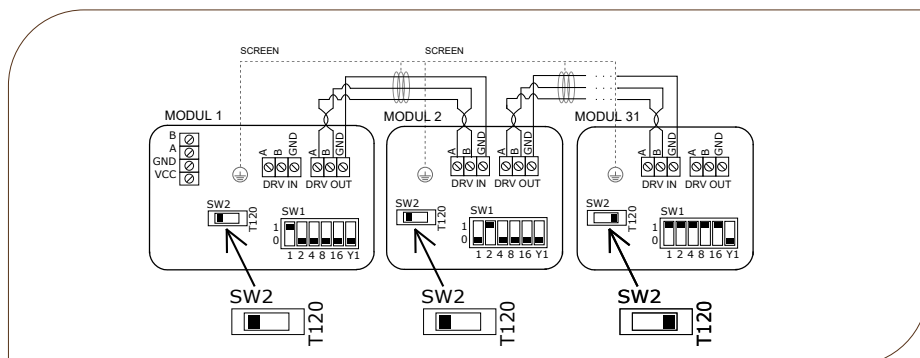 SCREEN SCREEN
MODUL 1
B
A
GND
VCC
A B GND A B GND
DRV IN DRV OUT
SW2
T120
SW1
1
0
1 2 4 8 16 Y1
SW2
T120
MODUL 2
A B GND A B GND
DRV IN DRV OUT
SW2
T120
SW1
1
0
1 2 4 8 16 Y1
SW2
T120
MODUL 31
A B GND A B GND
DRV IN DRV OUT
SW2
T120
SW1
1
0
1 2 4 8 16 Y1
SW2
T120